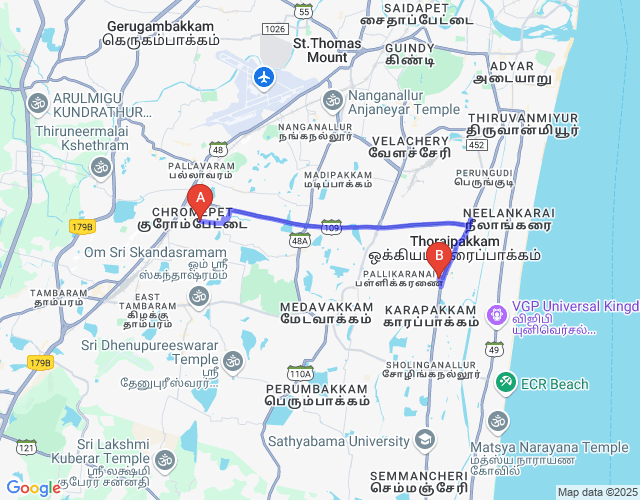 SAIDAPET
சைதாப்பேட்டை
Gerugambakkam
கெருகம்பாக்கம்
55
1026
St.Thomas
Mount
GUINDY
கிண்டி
ADYAR
அடையாறு
ARULMIGU
KUNDRATHUR...
Nanganallur
Anjaneyar Temple
THIRUVANMIYUR
திருவான்மியூர்
Thiruneermalai
Kshethram
NANGANALLUR
நங்கநல்லூர்
VELACHERY
வேளச்சேரி
452
48
PALLAVARAM
பல்லாவரம்
MADIPAKKAM
மடிப்பாக்கம்
PERUNGUDI
பெருங்குடி
A
CHROMEPET
குரோம்பேட்டை
NEELANKARAI
நீலாங்கரை
179B
109
48A
Thoraipakkam
ஒக்கியம்
துரைப்பாக்கம்
B
Om Sri Skandasramam
ஓம் ஸ்ரீ
ஸ்கந்தாஷ்ரமம்
PALLIKARANAI
பள்ளிக்கரணை
TAMBARAM
தாம்பரம்
EAST
TAMBARAM
கிழக்கு
தாம்பரம்
MEDAVAKKAM
மேடவாக்கம்
KARAPAKKAM
காரப்பாக்கம்
VGP Universal Kingd
விஜிபி
யுனிவெர்சல்...
Sri Dhenupureeswarar
Temple
ஸ்ரீ
தேனுபுரீஸ்வரர்...
49
179B
110A
SHOLINGANALLUR
சோழிங்கநல்லூர்
PERUMBAKKAM
பெரும்பாக்கம்
ECR Beach
121
Sri Lakshmi
Kuberar Temple
ஸ்ரீ லக்ஷ்மி
குபேரர் சன்னதி
Sathyabama University
Matsya Narayana Temple
மத்ஸ்ய நாராயண
கோவில்
SEMMANCHERI
செம்மஞ்சேரி
Google
Map data ©2025